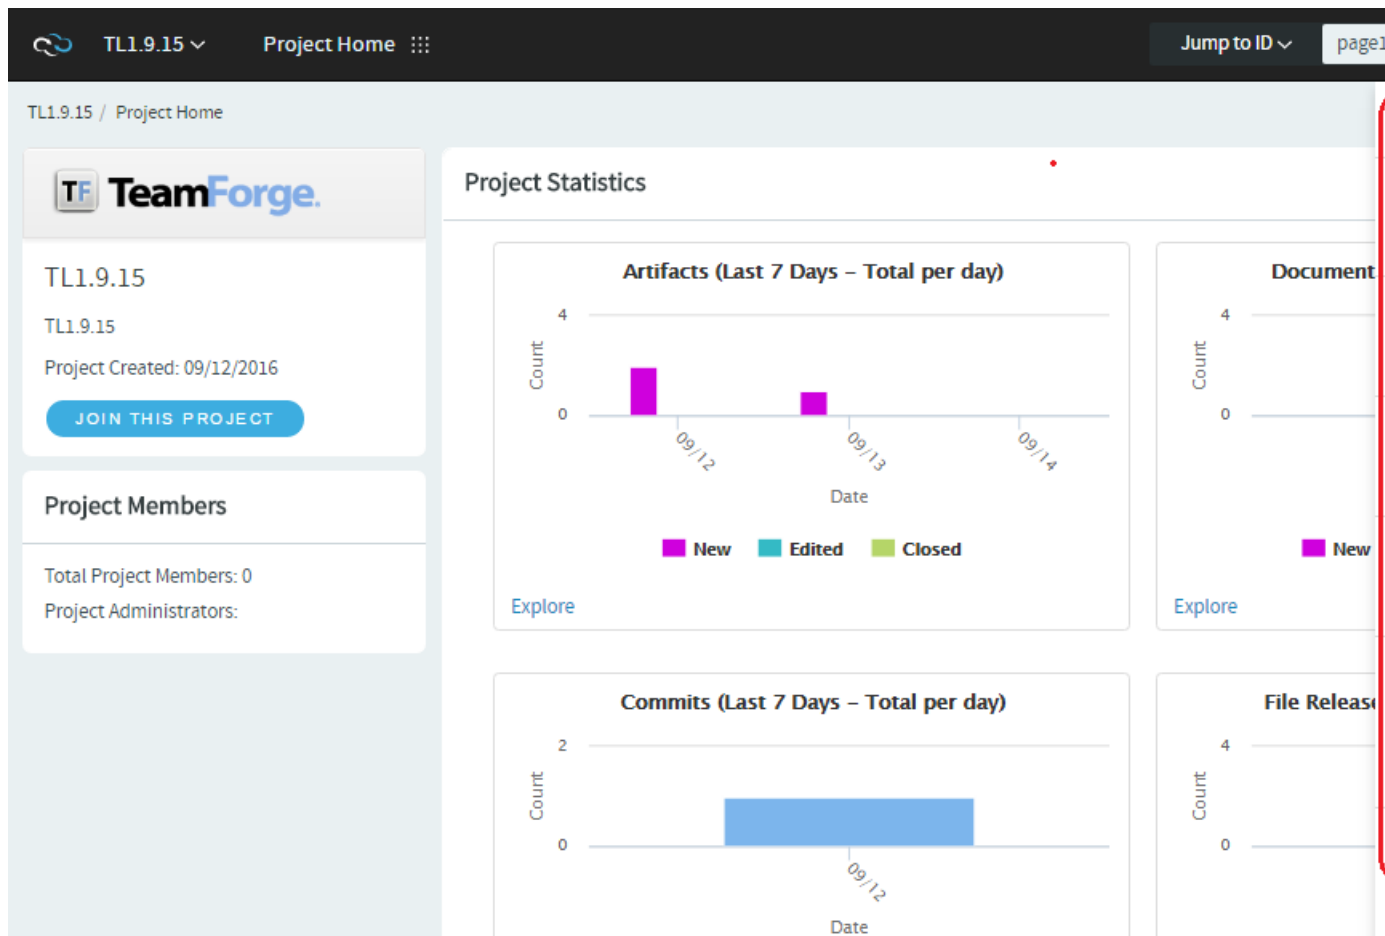 TL1.9.15 Project Home Jump to ID page1
TL1.9.15 / Project Home
TF TeamForge.
TL1.9.15
TL1.9.15
Project Created: 09/12/2016
JOIN THIS PROJECT
Project Members
Total Project Members: 0
Project Administrators:
Project Statistics
Artifacts (Last 7 Days – Total per day)
4
Count
0
09/12 09/13 09/14
Date
New Edited Closed
Explore
Document
4
Count
0
New
Explore
Commits (Last 7 Days – Total per day)
2
Count
0
09/12
Date
File Release
4
Count
0